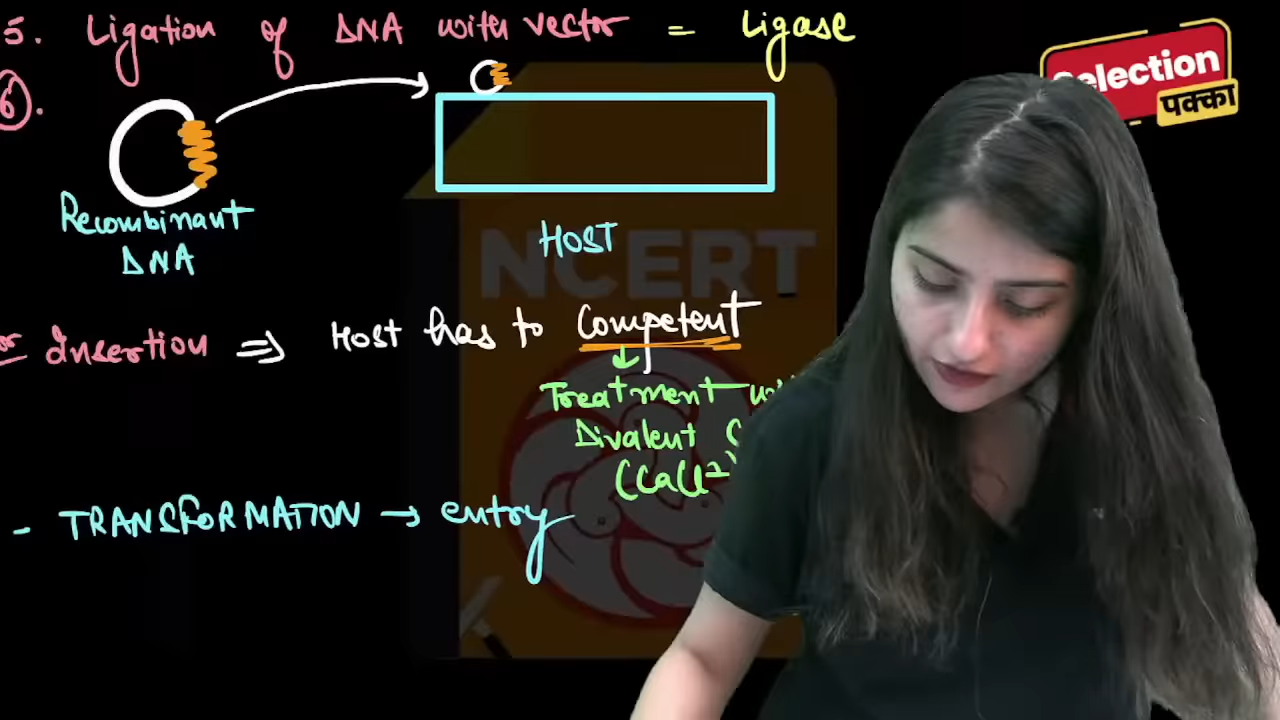 5. Ligation of DNA with vector = Ligase
Selection
पक्का
6.
Recombinant
DNA
HOST
NCERT
Insertion ⇒ Host has to Competent
Treatment
Divalent
(CaCl²)
- TRANSFORMATION → entry